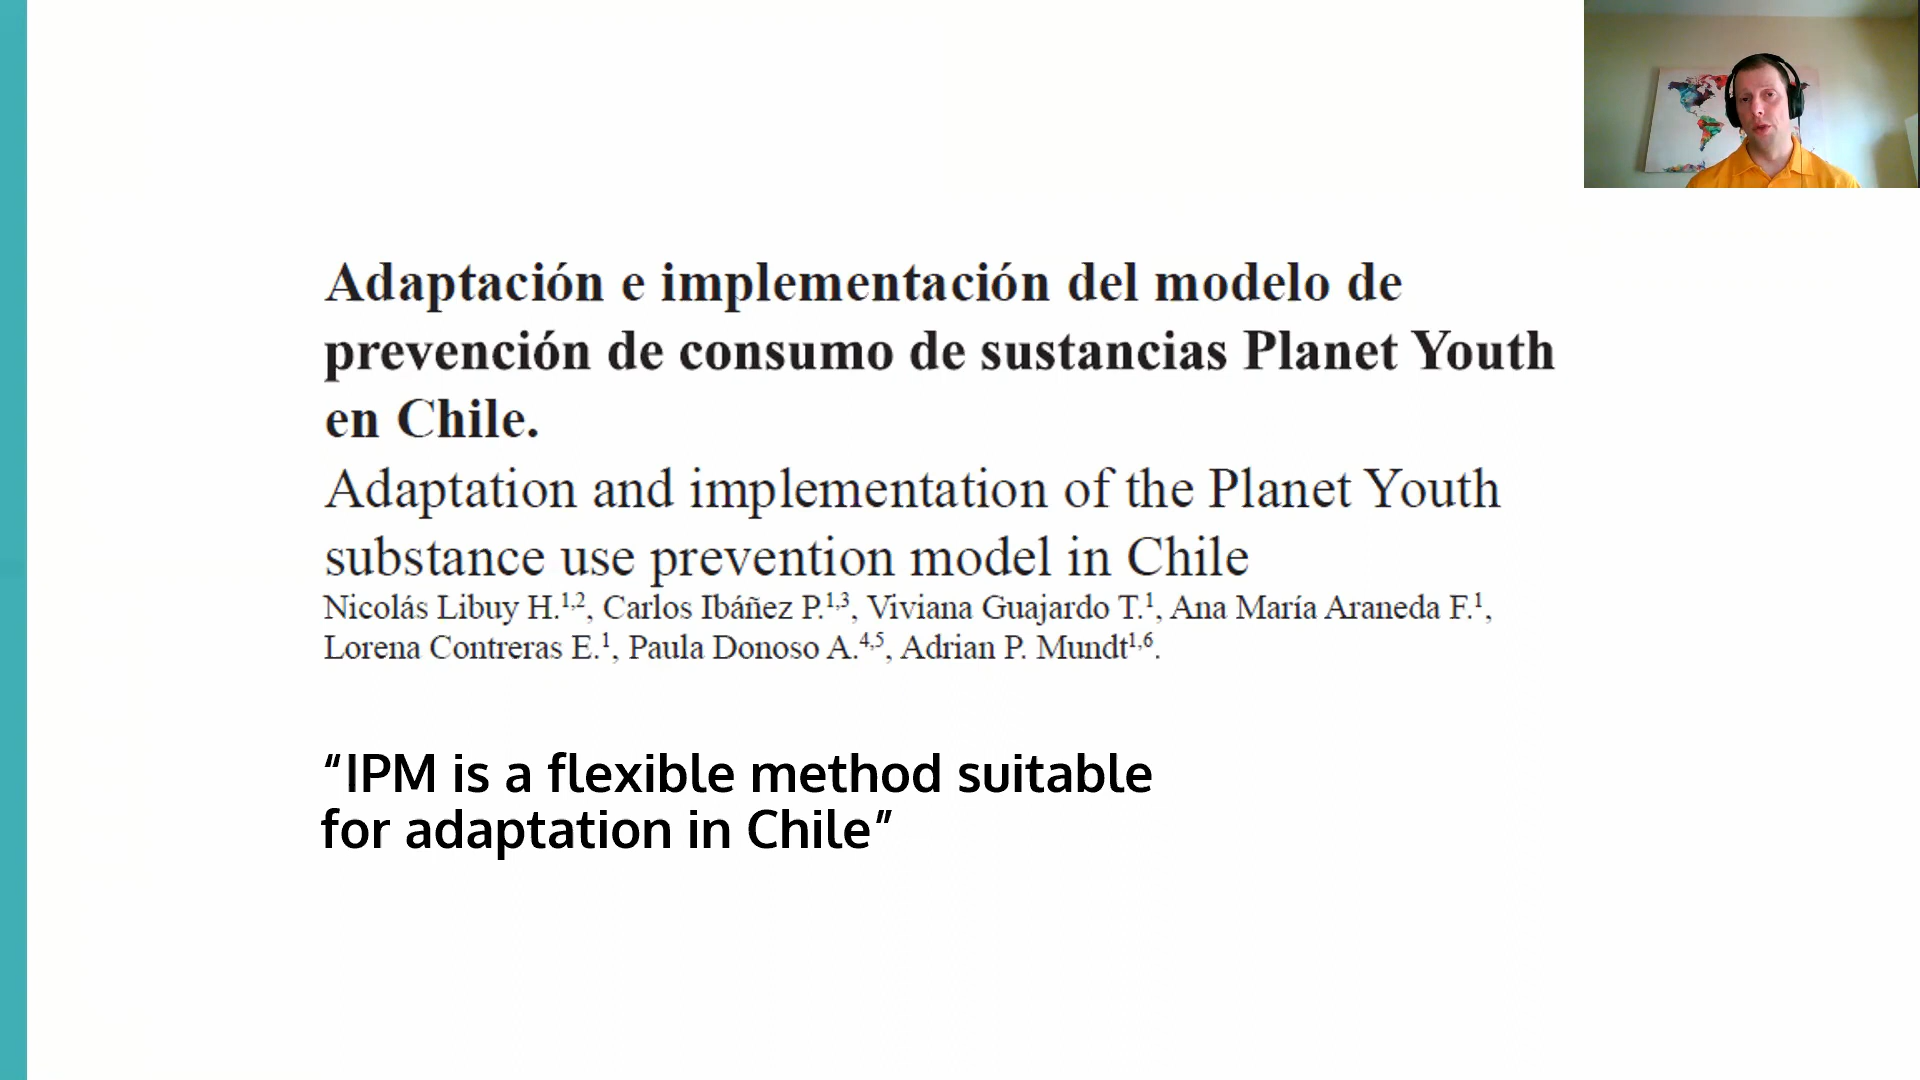 Adaptación e implementación del modelo de
prevención de consumo de sustancias Planet Youth
en Chile.
Adaptation and implementation of the Planet Youth
substance use prevention model in Chile
Nicolás Libuy H.¹,², Carlos Ibáñez P.¹,³, Viviana Guajardo T.¹, Ana María Araneda F.¹,
Lorena Contreras E.¹, Paula Donoso A.⁴,⁵, Adrian P. Mundt¹,⁶.
“IPM is a flexible method suitable
for adaptation in Chile”